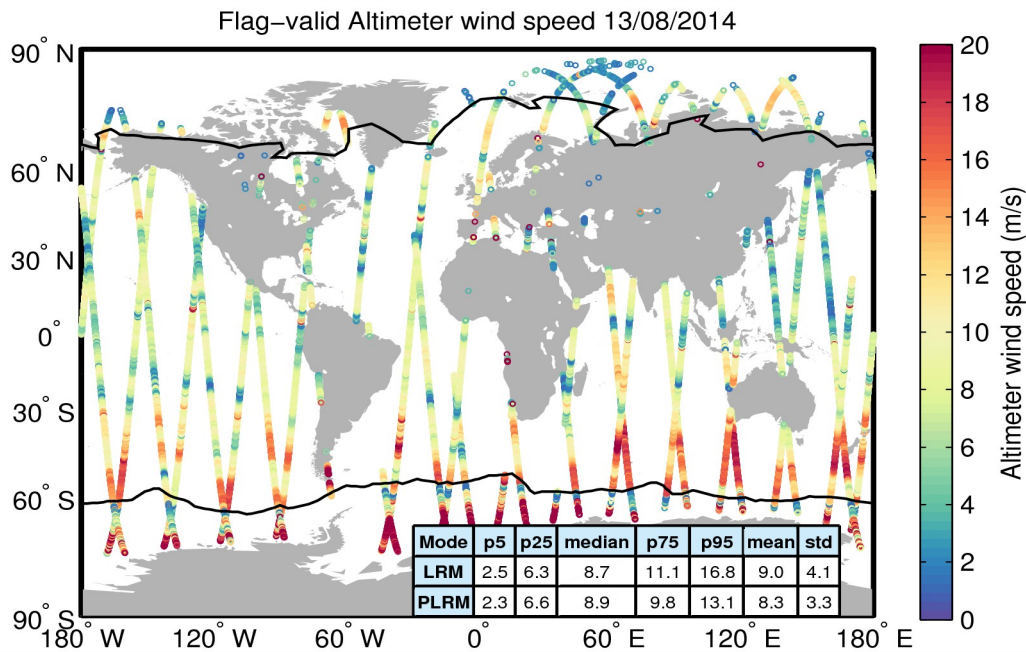 Flag−valid Altimeter wind speed 13/08/2014
90° N
60° N
30° N
0°
30° S
60° S
90° S
180° W
120° W
60° W
0°
60° E
120° E
180° E
Mode p5 p25 median p75 p95 mean std
LRM 2.5 6.3 8.7 11.1 16.8 9.0 4.1
PLRM 2.3 6.6 8.9 9.8 13.1 8.3 3.3
20
18
16
14
12
10
8
6
4
2
0
Altimeter wind speed (m/s)